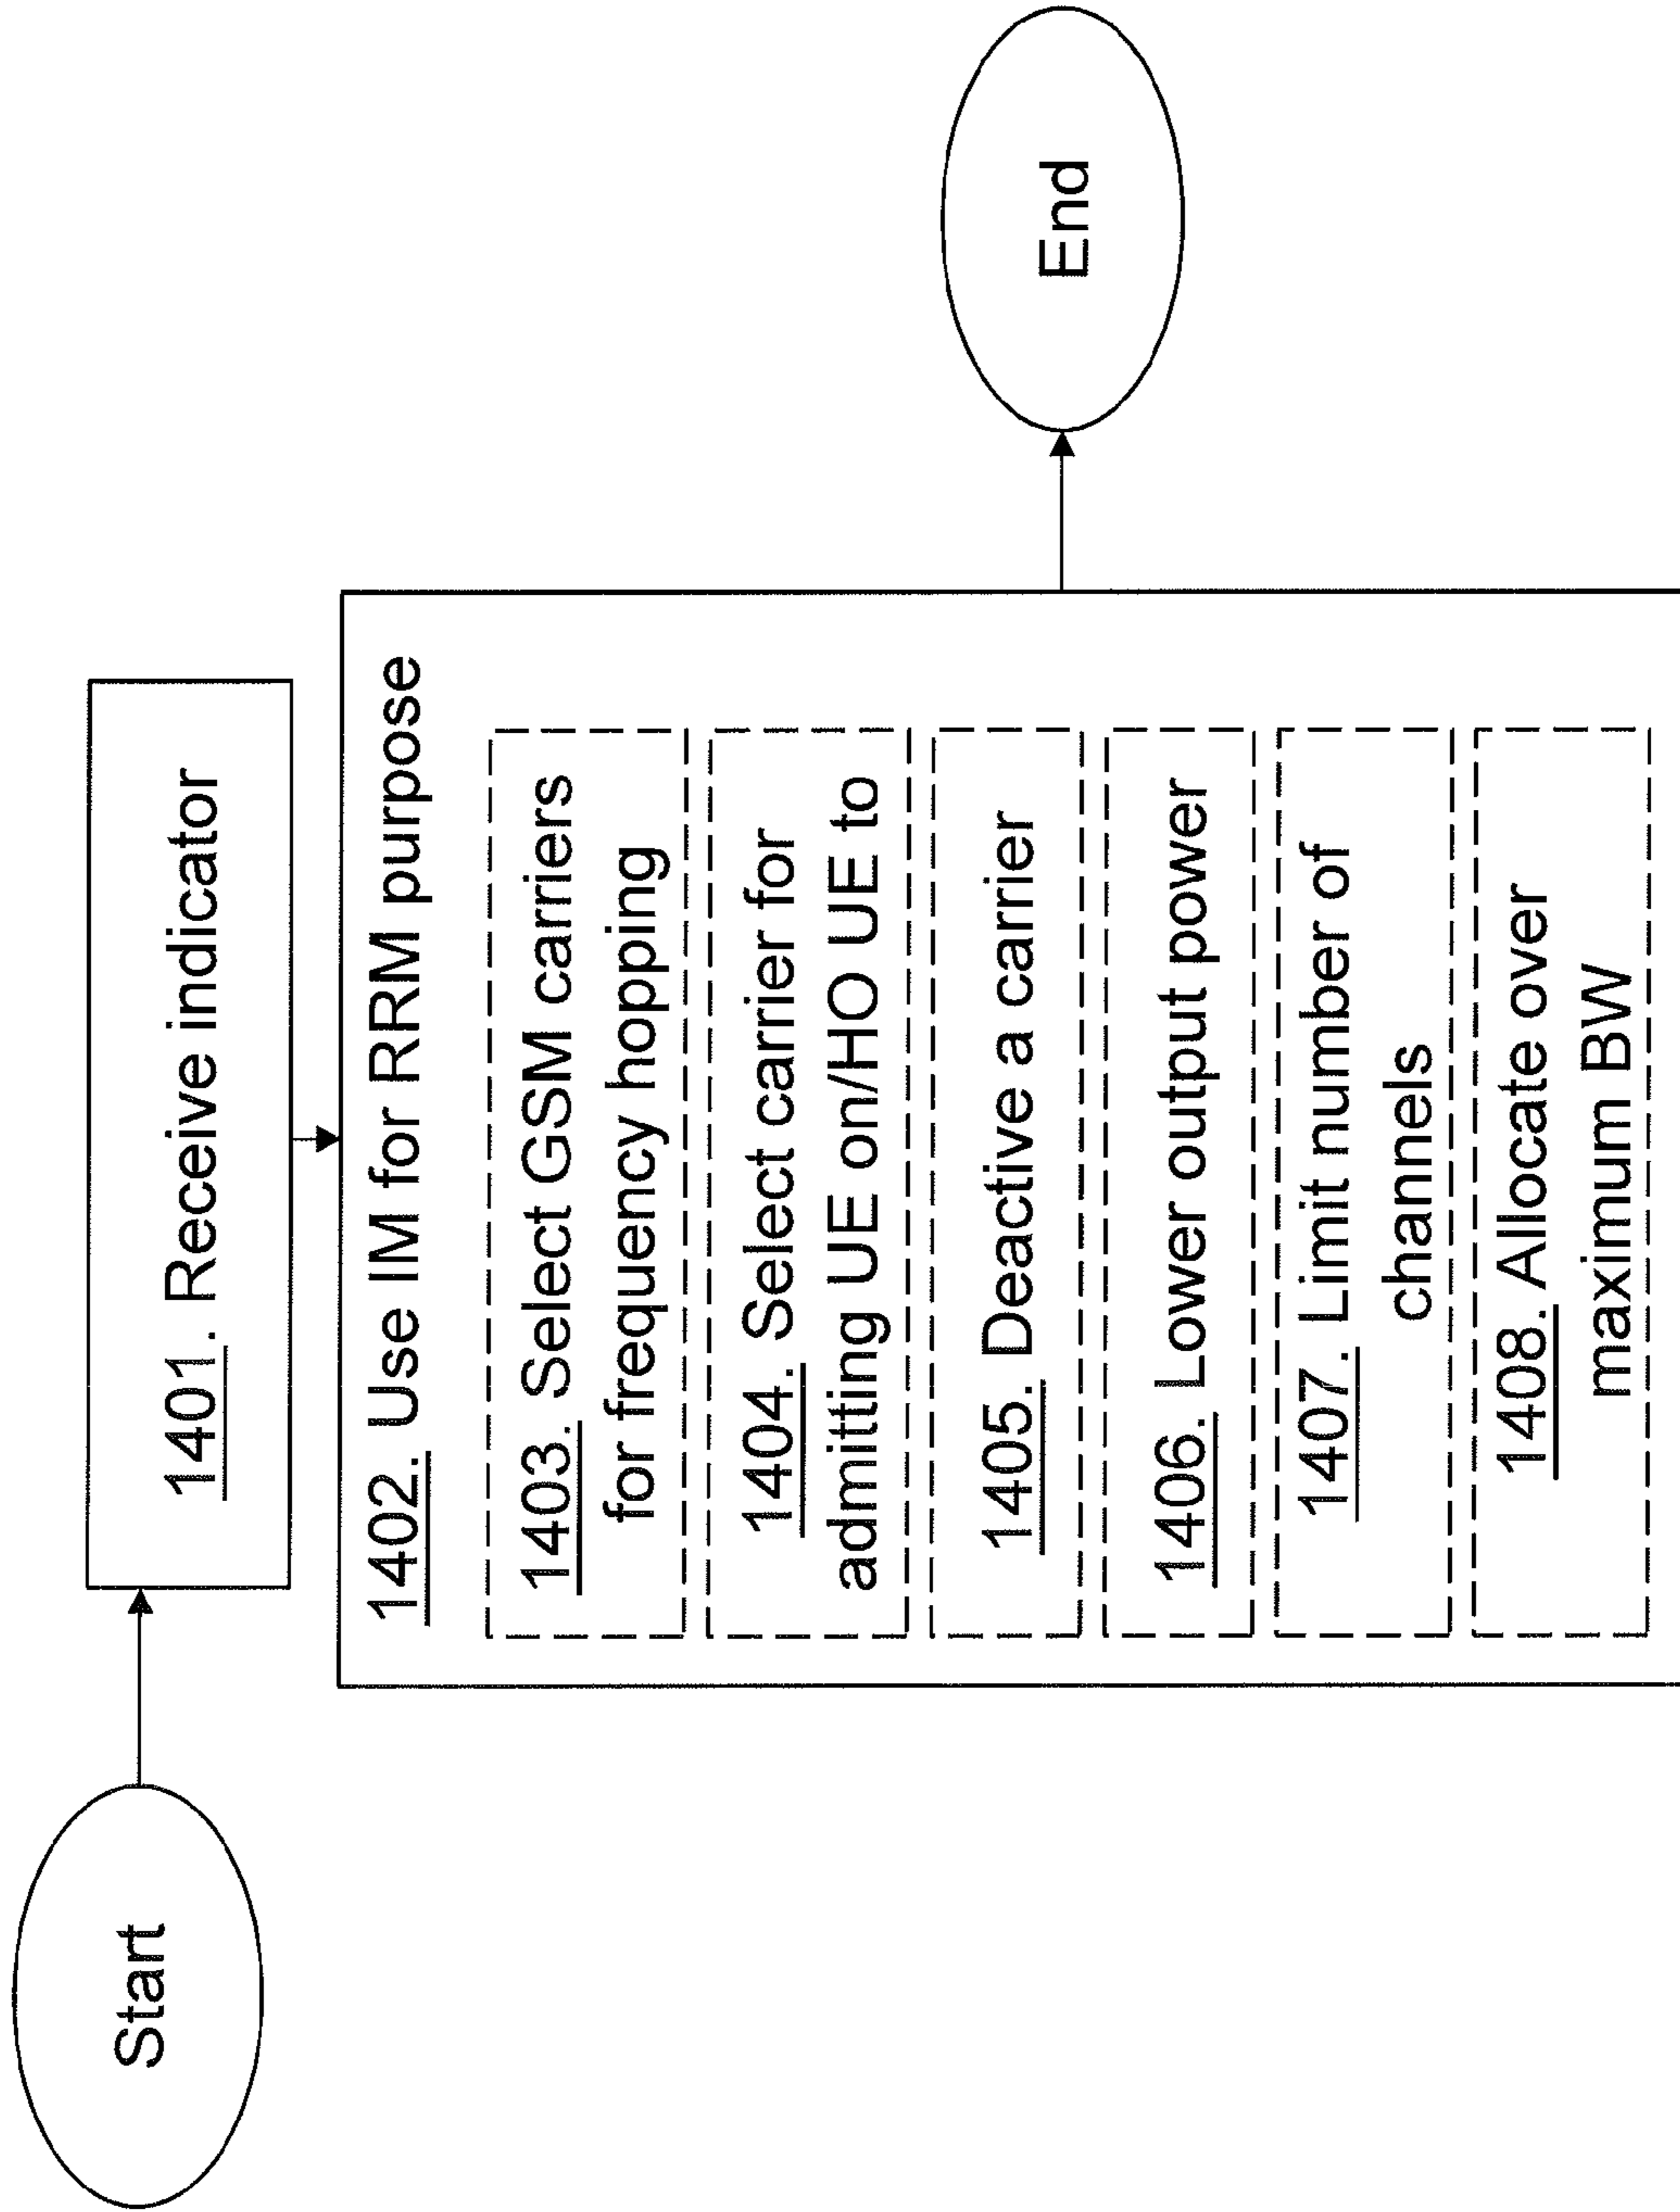 Start
1401. Receive indicator
1402. Use IM for RRM purpose
1403. Select GSM carriers
for frequency hopping
1404. Select carrier for
admitting UE on/HO UE to
1405. Deactive a carrier
1406. Lower output power
1407. Limit number of
channels
1408. Allocate over
maximum BW
End